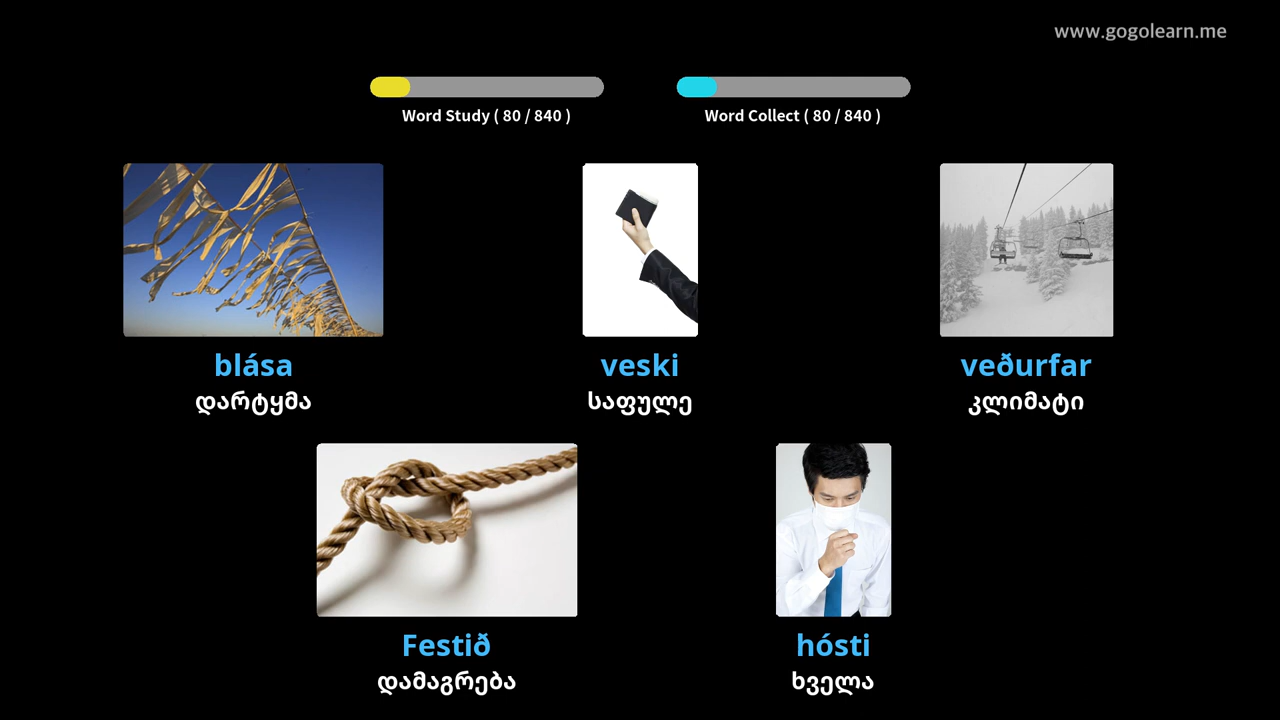 www.gogolearn.me
Word Study ( 80 / 840 )
Word Collect ( 80 / 840 )
blása
დარტყმა
veski
საფულე
veðurfar
კლიმატი
Festið
დამაგრება
hósti
ხველა